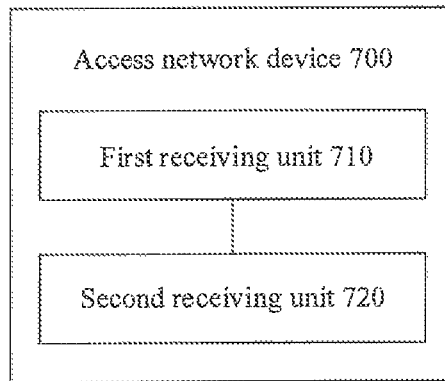 Access network device 700
First receiving unit 710
Second receiving unit 720